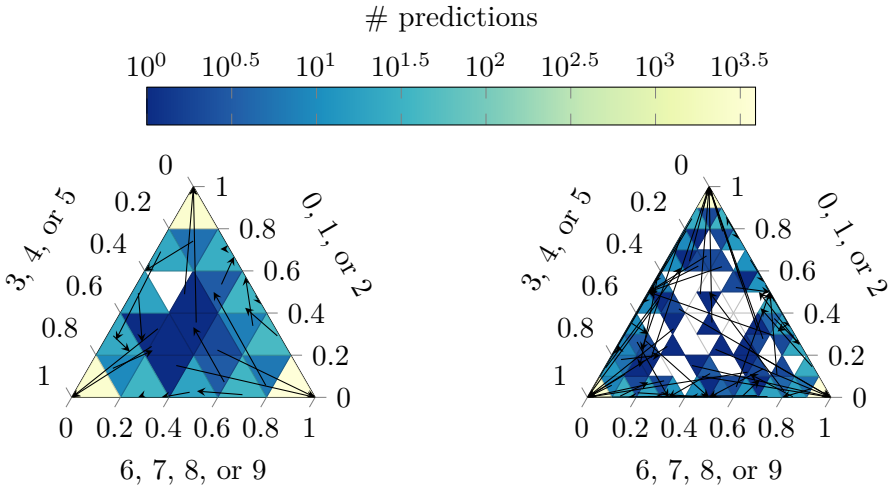 # predictions
10^0 10^0.5 10^1 10^1.5 10^2 10^2.5 10^3 10^3.5
0 0.2 0.4 0.6 0.8 1
3, 4, or 5
1 0.8 0.6 0.4 0.2 0
0, 1, or 2
0 0.2 0.4 0.6 0.8 1
6, 7, 8, or 9
0 0.2 0.4 0.6 0.8 1
3, 4, or 5
1 0.8 0.6 0.4 0.2 0
0, 1, or 2
0 0.2 0.4 0.6 0.8 1
6, 7, 8, or 9